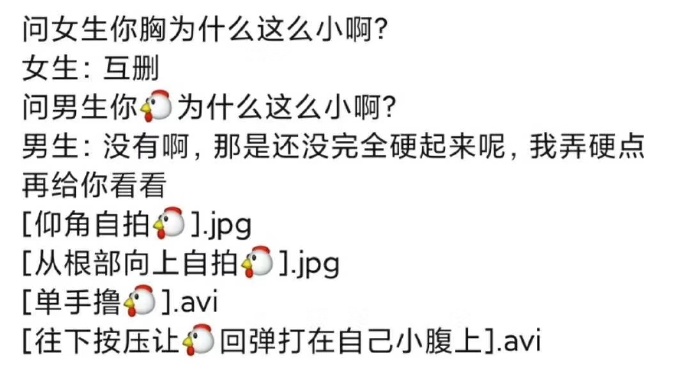 问女生你胸为什么这么小啊？
女生：互删
问男生你🐔为什么这么小啊？
男生：没有啊，那是还没完全硬起来呢，我弄硬点
再给你看看
[仰角自拍🐔].jpg
[从根部向上自拍🐔].jpg
[单手撸🐔].avi
[往下按压让🐔回弹打在自己小腹上].avi